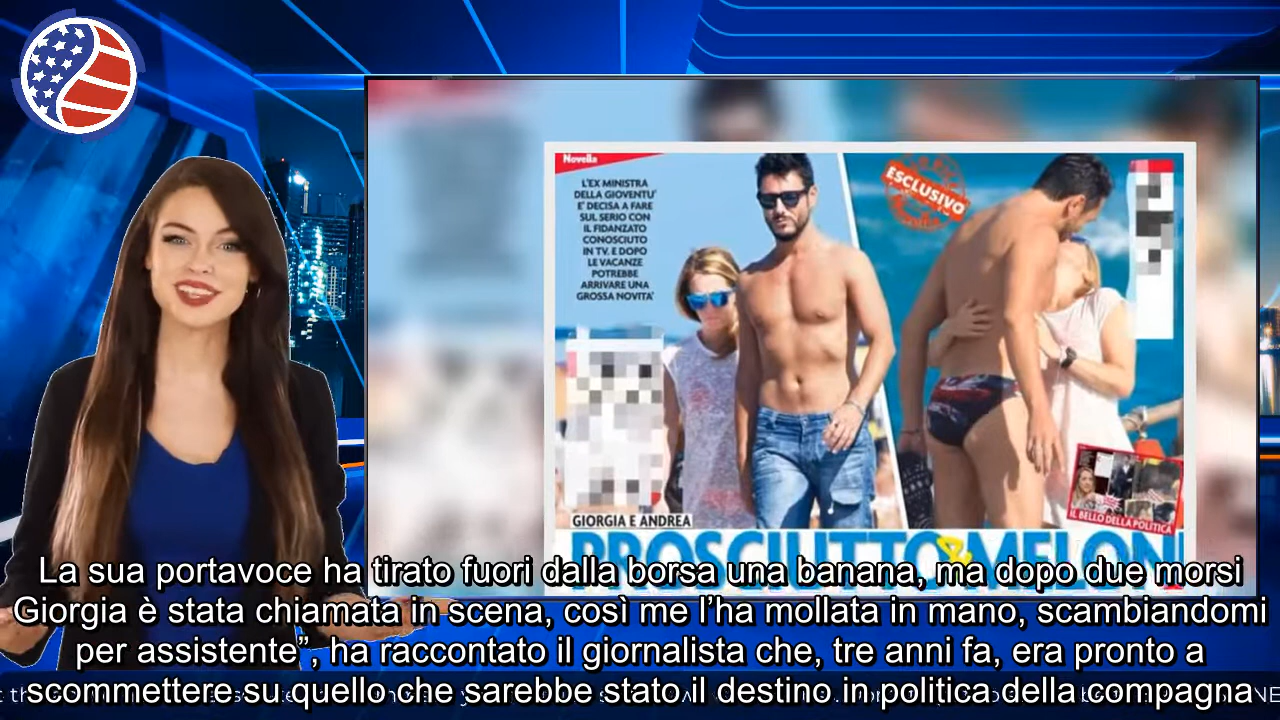 Novella
L'EX MINISTRA
DELLA GIOVENTU'
E' DECISA A FARE
SUL SERIO CON
IL FIDANZATO
CONOSCIUTO
IN TV. E DOPO
LE VACANZE
POTREBBE
ARRIVARE UNA
GROSSA NOVITA'
ESCLUSIVO
IL BELLO DELLA POLITICA
GIORGIA E ANDREA
PROSCIUTTO & MELONI
La sua portavoce ha tirato fuori dalla borsa una banana, ma dopo due morsi
Giorgia è stata chiamata in scena, così me l'ha mollata in mano, scambiandomi
per assistente”, ha raccontato il giornalista che, tre anni fa, era pronto a
scommettere su quello che sarebbe stato il destino in politica della compagna